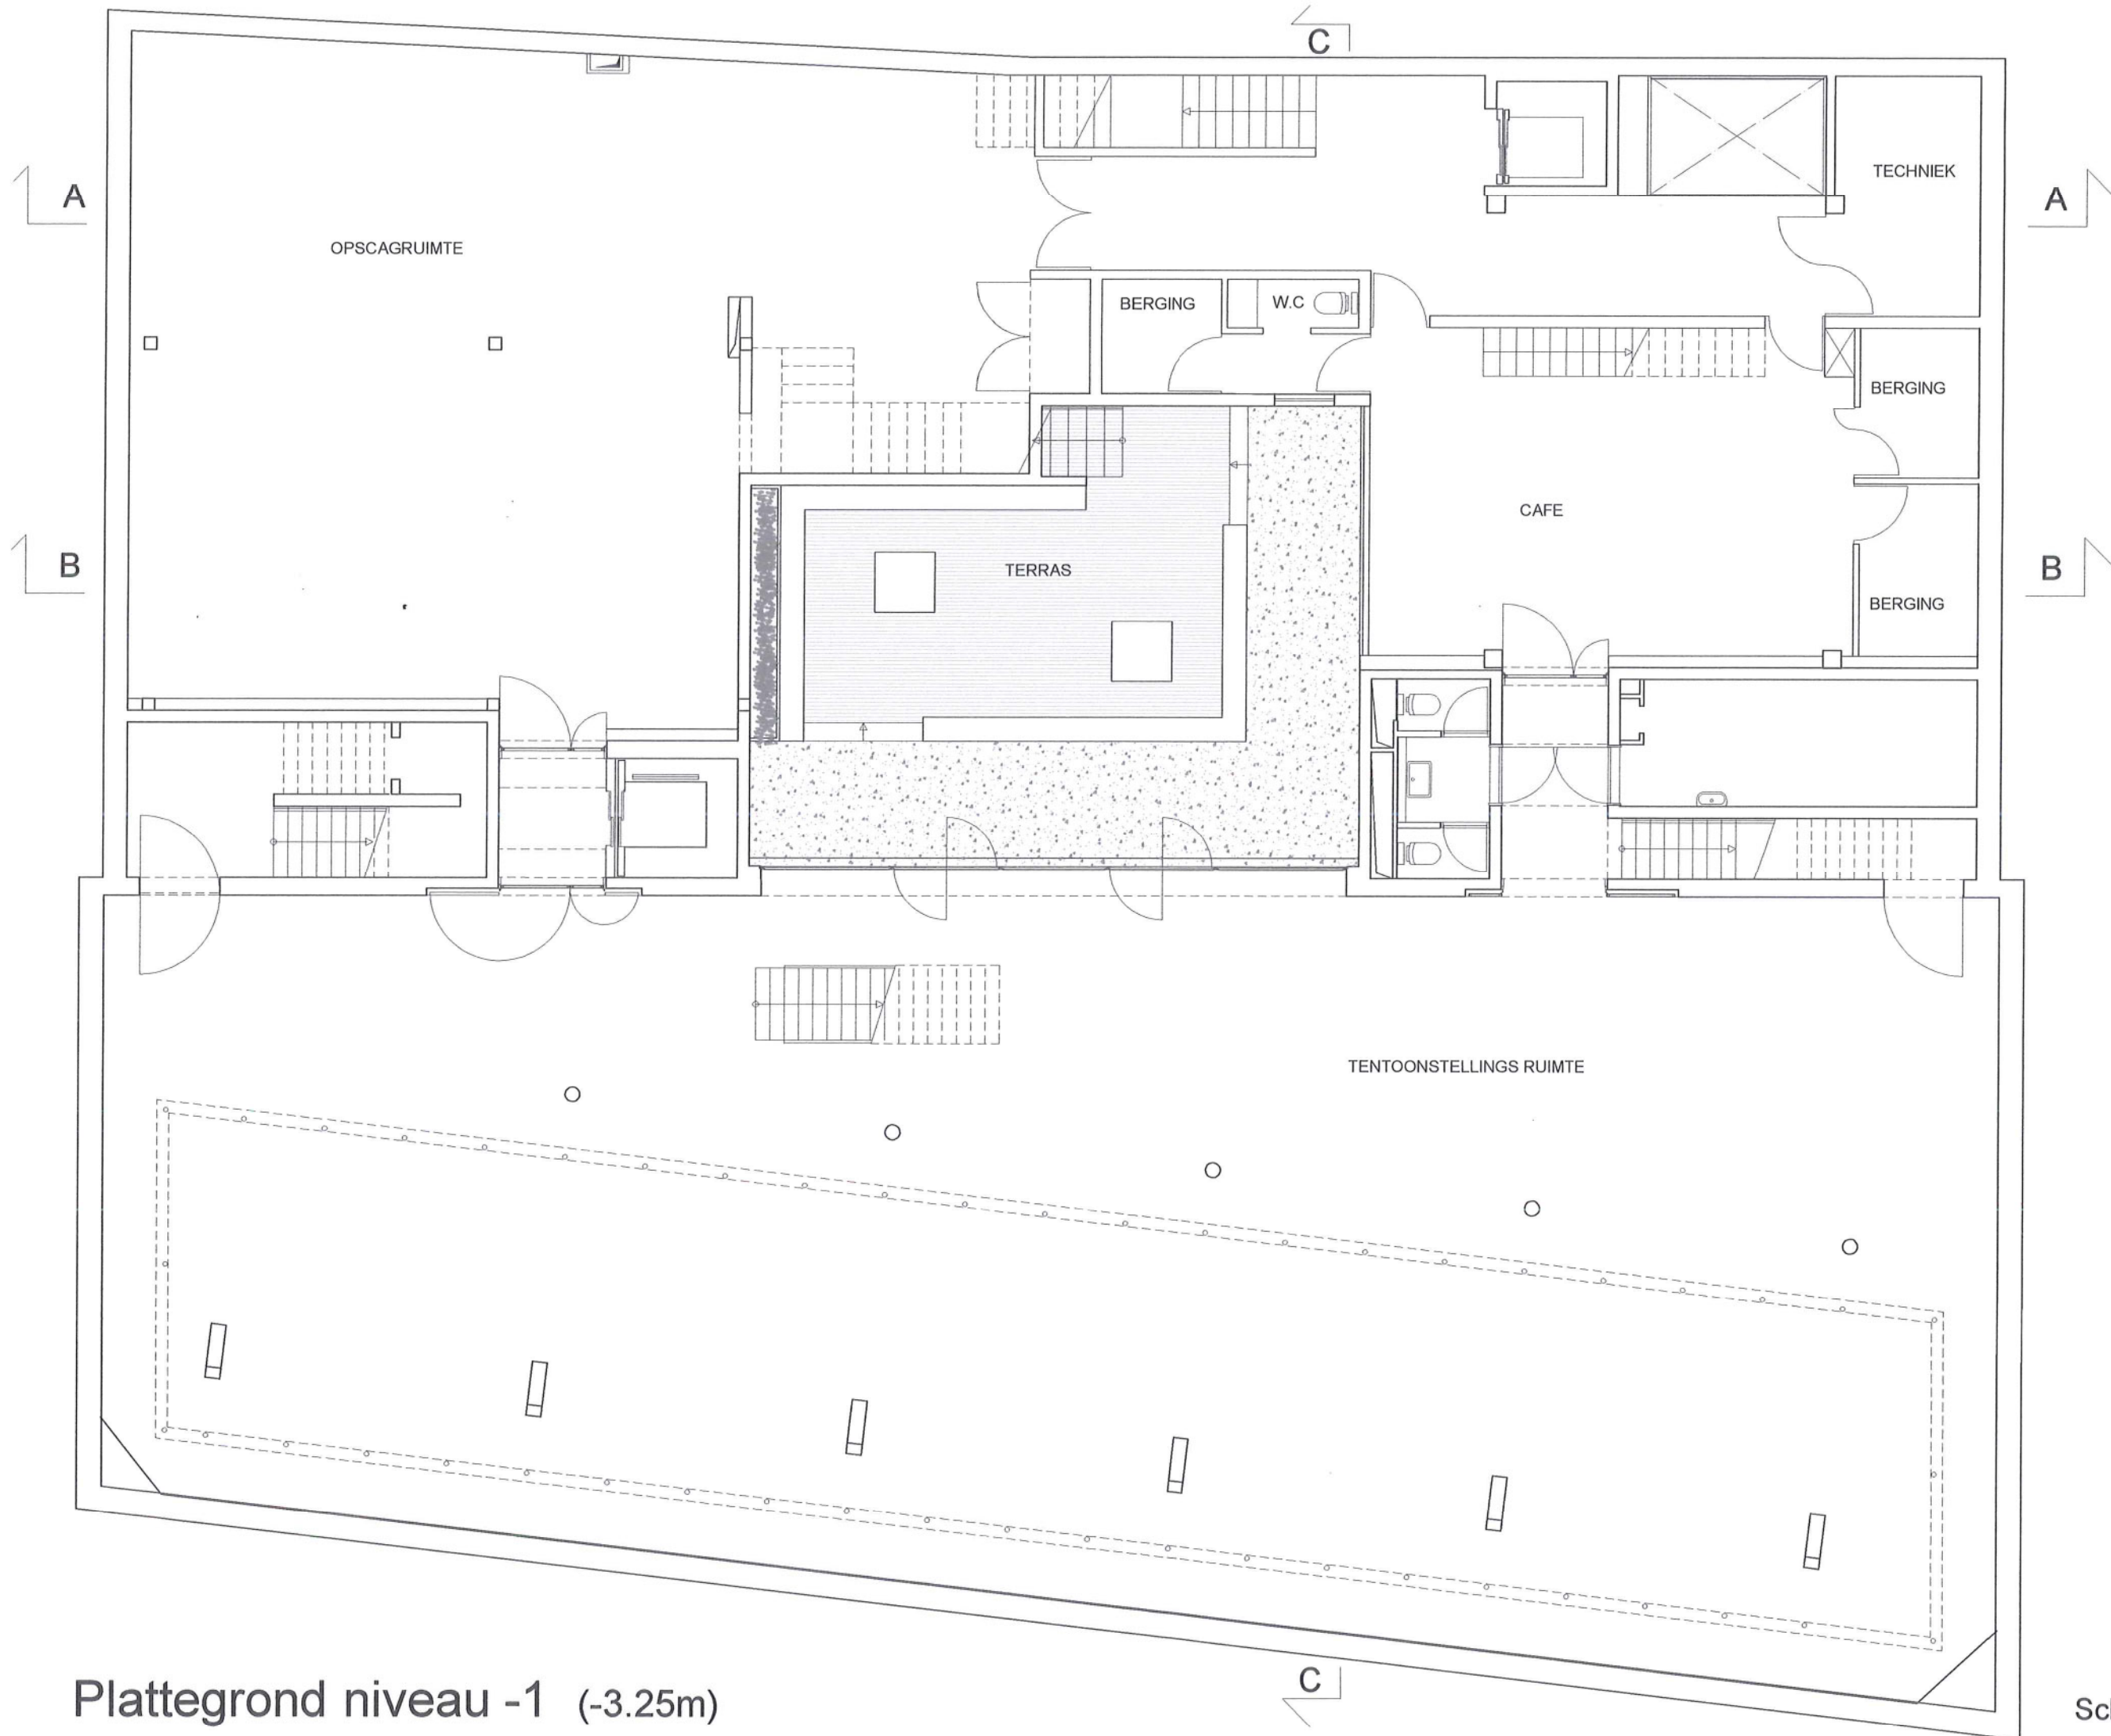 C
A
TECHNIEK
A
OPSCAGRUIMTE
BERGING
W.C
BERGING
CAFE
B
TERRAS
B
BERGING
TENTOONSTELLINGS RUIMTE
C
Plattegrond niveau -1 (-3.25m)